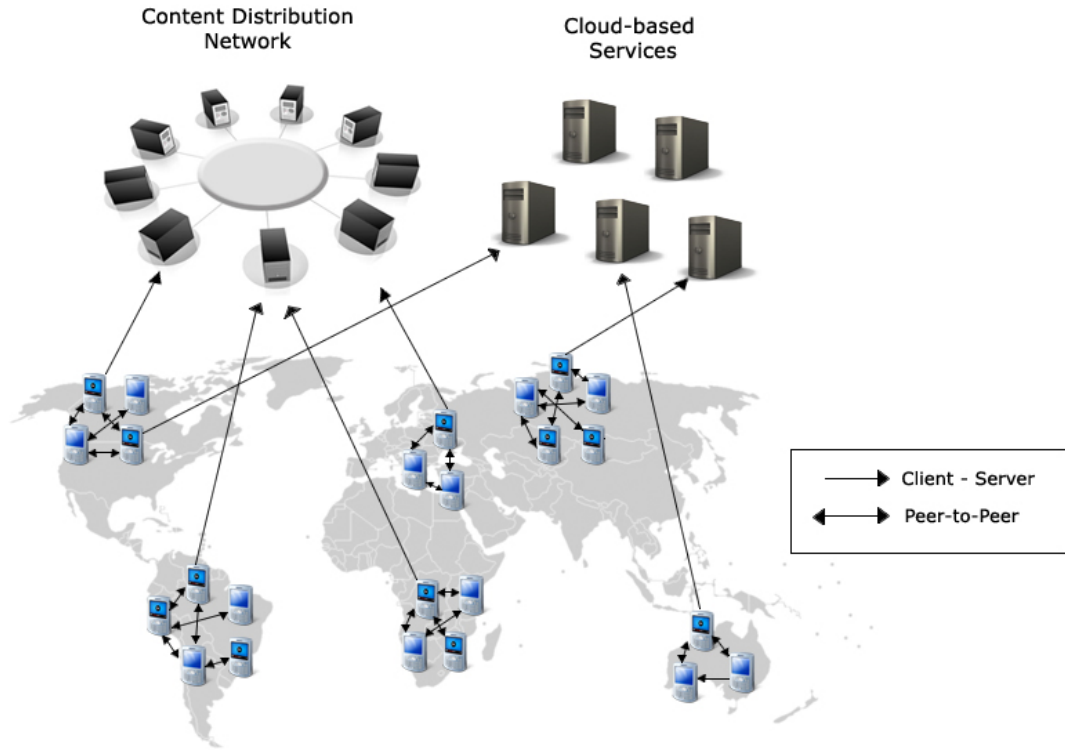 Content Distribution
Network
Cloud-based
Services
Client - Server
Peer-to-Peer